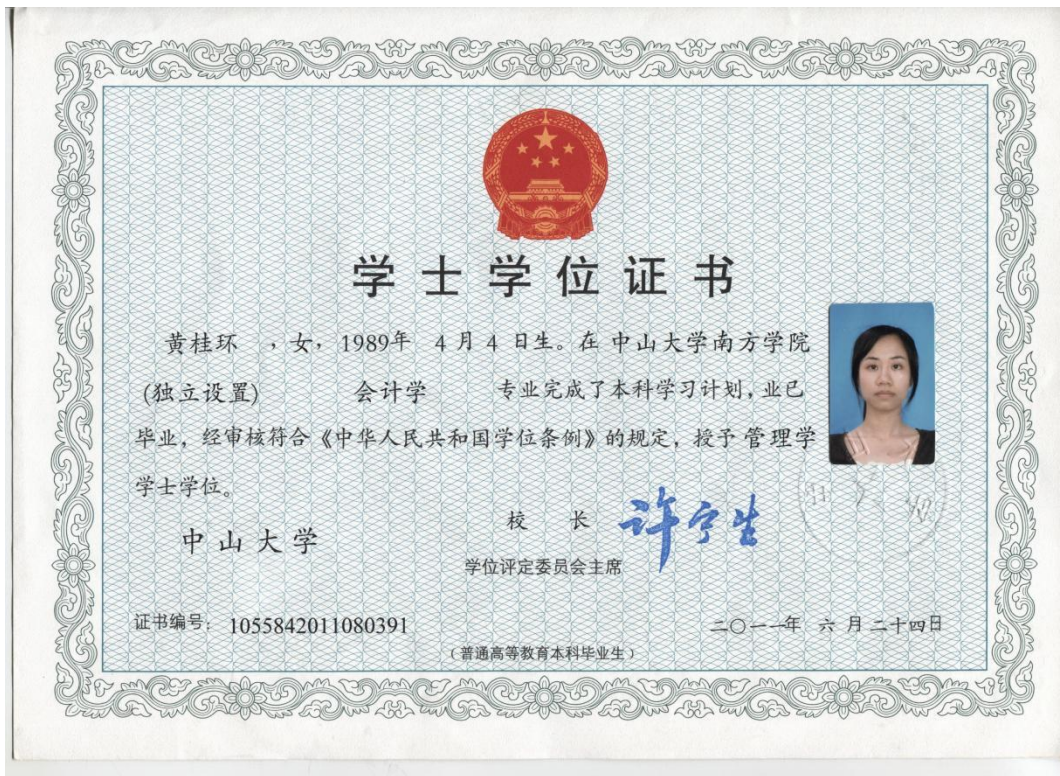 学士学位证书
黄桂环 ,女,1989年 4月4日生。在中山大学南方学院
(独立设置) 会计学 专业完成了本科学习计划,业已
毕业,经审核符合《中华人民共和国学位条例》的规定,授予管理学
学士学位。
中山大学
校 长 许宁生
学位评定委员会主席
证书编号:1055842011080391
二〇一一年 六月二十四日
(普通高等教育本科毕业生)